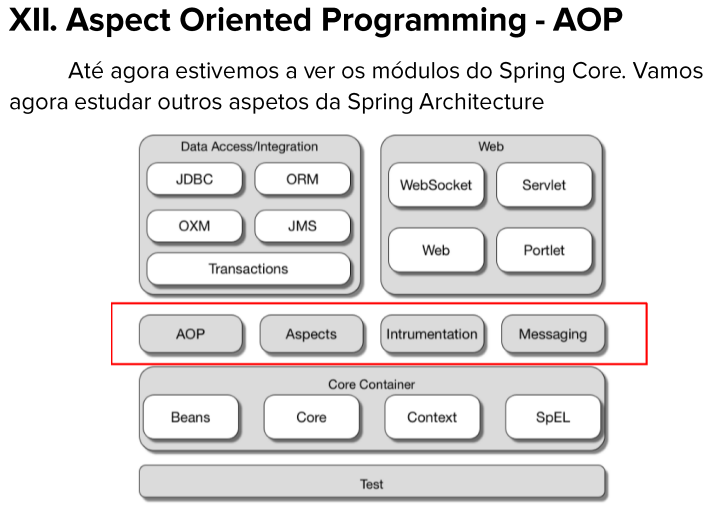 XII. Aspect Oriented Programming - AOP
Até agora estivemos a ver os módulos do Spring Core. Vamos
agora estudar outros aspetos da Spring Architecture
Data Access/Integration
JDBC
ORM
OXM
JMS
Transactions
Web
WebSocket
Servlet
Web
Portlet
AOP
Aspects
Intrumentation
Messaging
Core Container
Beans
Core
Context
SpEL
Test